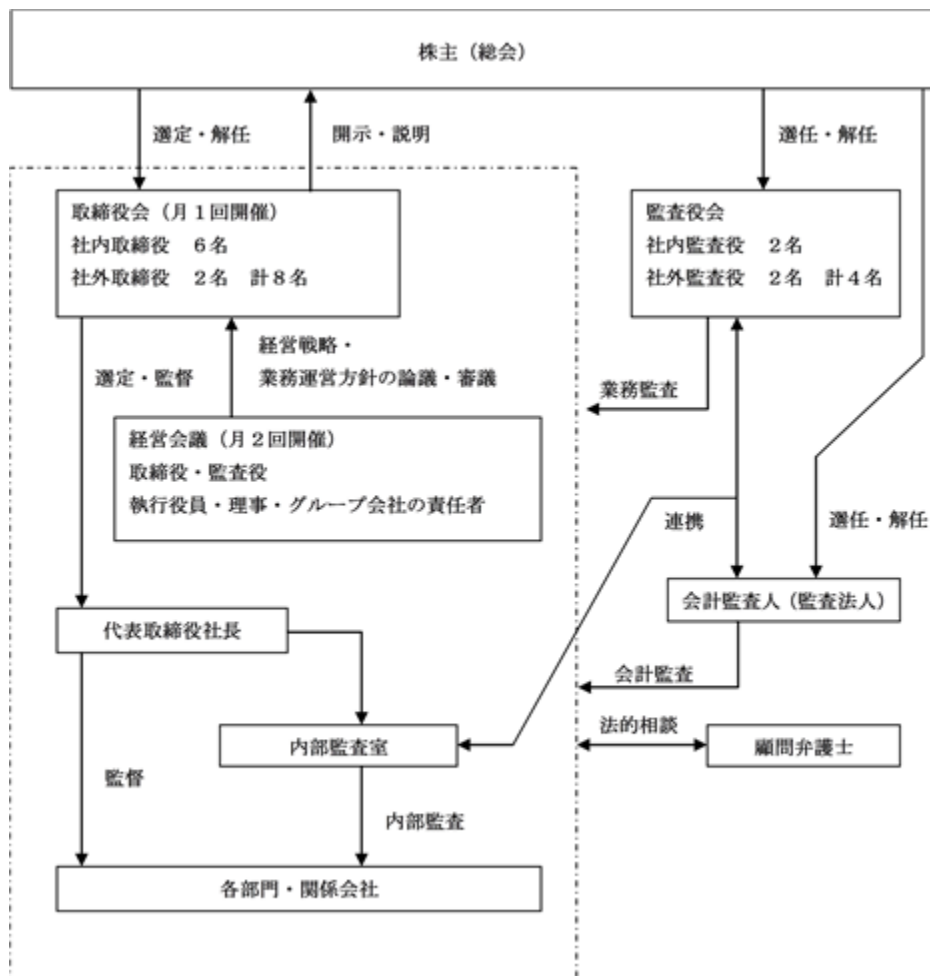 株主（総会）
選定・解任
開示・説明
選任・解任
取締役会（月１回開催）
社内取締役　６名
社外取締役　２名　計８名
監査役会
社内監査役　２名
社外監査役　２名　計４名
経営戦略・
業務運営方針の論議・審議
選定・監督
業務監査
経営会議（月２回開催）
取締役・監査役
執行役員・理事・グループ会社の責任者
連携
選任・解任
会計監査人（監査法人）
代表取締役社長
会計監査
法的相談
内部監査室
顧問弁護士
監督
内部監査
各部門・関係会社